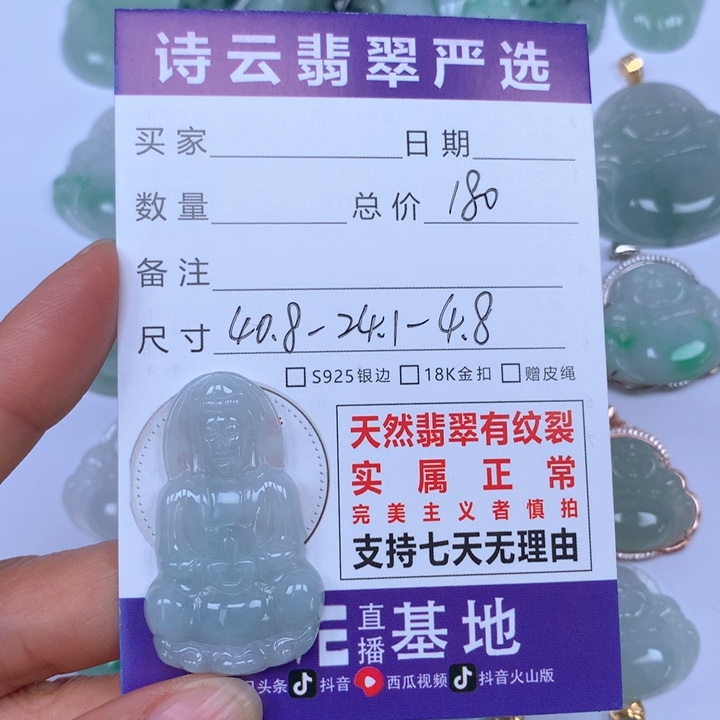 诗云翡翠严选
买家 日期
数量 总价 180
备注
尺寸 40.8-24.1-4.8
S925银边 18K金扣 赠皮绳
天然翡翠有纹裂
实属正常
完美主义者慎拍
支持七天无理由
直播基地
头条 抖音 西瓜视频 抖音火山版